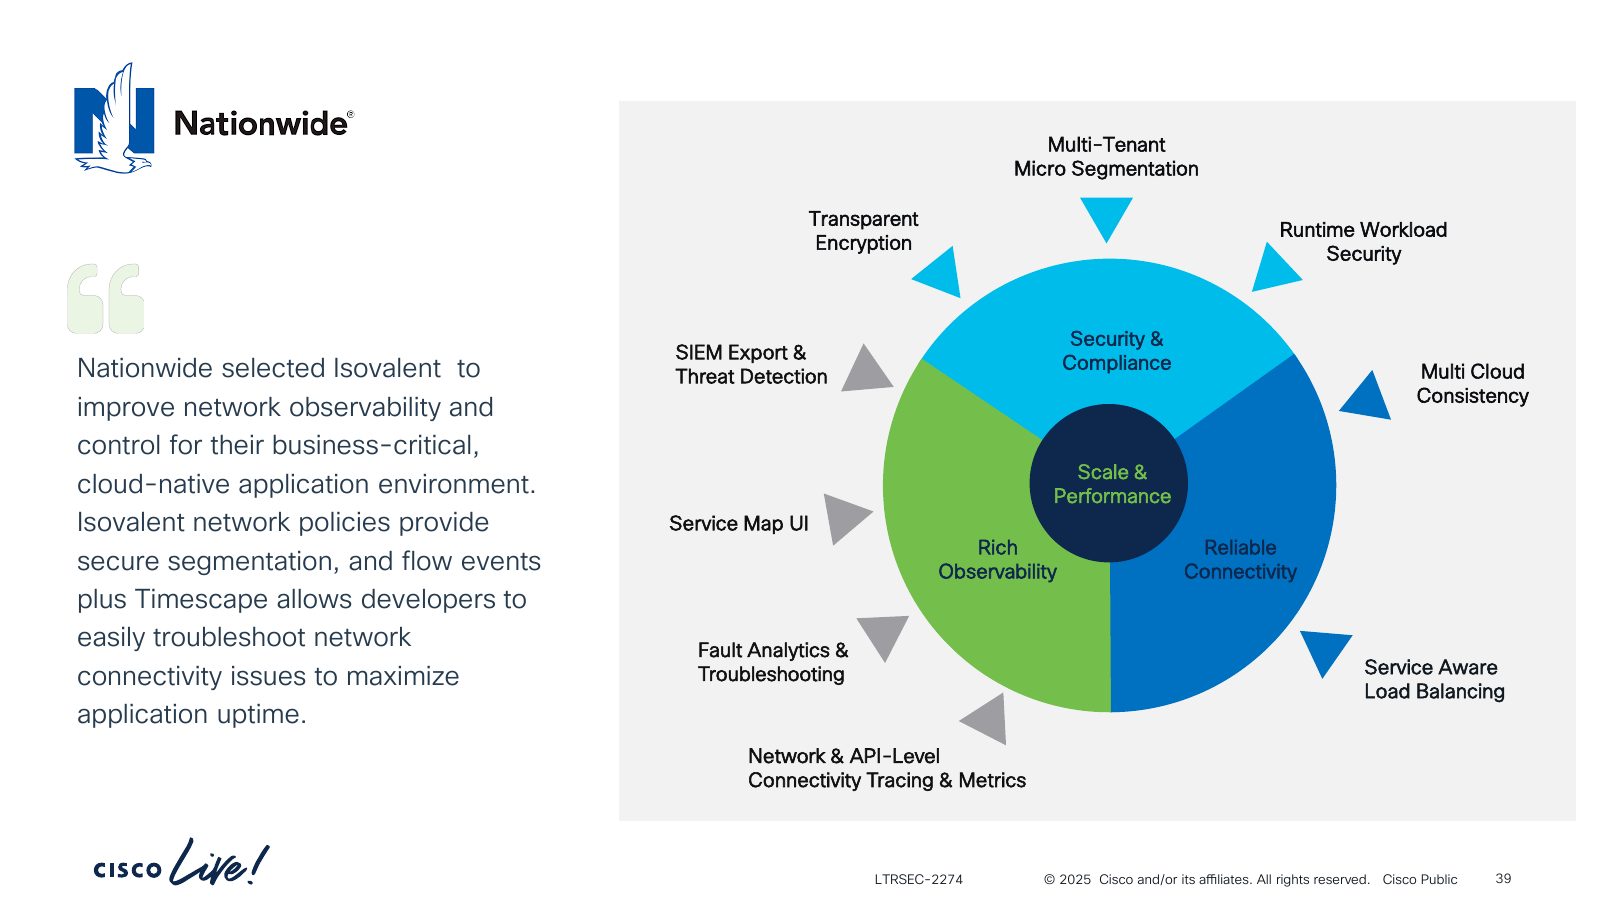 Nationwide®
Nationwide selected Isovalent  to
improve network observability and
control for their business-critical,
cloud-native application environment.
Isovalent network policies provide
secure segmentation, and flow events
plus Timescape allows developers to
easily troubleshoot network
connectivity issues to maximize
application uptime.
Multi-Tenant
Micro Segmentation
Transparent
Encryption
Runtime Workload
Security
SIEM Export &
Threat Detection
Security &
Compliance
Multi Cloud
Consistency
Scale &
Performance
Service Map UI
Rich
Observability
Reliable
Connectivity
Fault Analytics &
Troubleshooting
Service Aware
Load Balancing
Network & API-Level
Connectivity Tracing & Metrics
CISCO Live!
LTRSEC-2274
© 2025  Cisco and/or its affiliates. All rights reserved.   Cisco Public
39